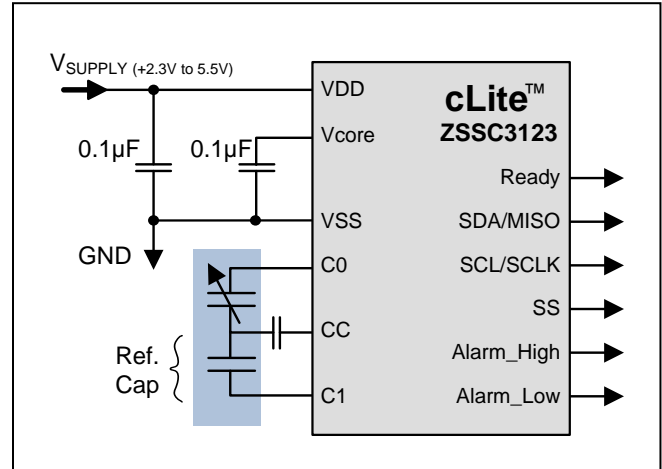 VSUPPLY (+2.3V to 5.5V)
VDD
cLite™
ZSSC3123
Vcore
0.1µF
0.1µF
Ready
VSS
SDA/MISO
GND
C0
SCL/SCLK
SS
CC
Ref.
Cap
Alarm_High
C1
Alarm_Low